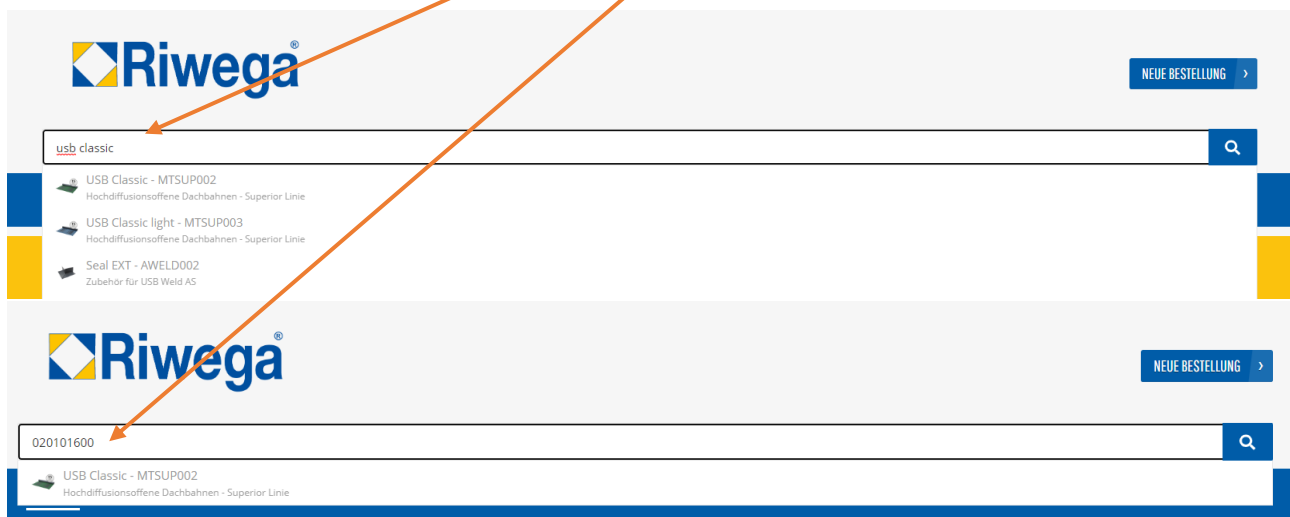 Riwega®
NEUE BESTELLUNG
usb classic
USB Classic - MTSUP002
Hochdiffusionsoffene Dachbahnen - Superior Linie
USB Classic light - MTSUP003
Hochdiffusionsoffene Dachbahnen - Superior Linie
Seal EXT - AWELD002
Zubehör für USB Weld AS
Riwega®
NEUE BESTELLUNG
020101600
USB Classic - MTSUP002
Hochdiffusionsoffene Dachbahnen - Superior Linie